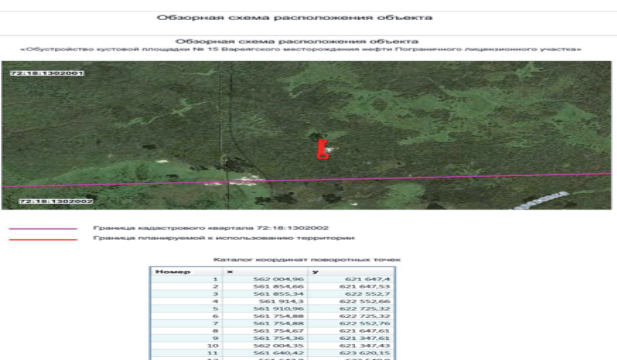 Обзорная схема расположения объекта
Обзорная схема расположения объекта
«Обустройство кустовой площадки № 15 Варяягского месторождения нефти Пограничного лицензионного участка»
72:18:1302001
72:18:1302002
Граница кадастрового квартала 72:18:1302002
Граница планируемой к использованию территории
Каталог координат поворотных точек
Номер x y
1 562 004,96 621 647,4
2 561 854,66 621 647,53
3 561 855,34 622 552,7
4 561 914,3 622 552,66
5 561 910,96 622 725,32
6 561 754,88 622 725,32
7 561 754,88 622 552,76
8 561 754,67 621 647,61
9 561 754,36 621 347,61
10 562 004,35 621 347,43
11 561 640,42 623 620,15